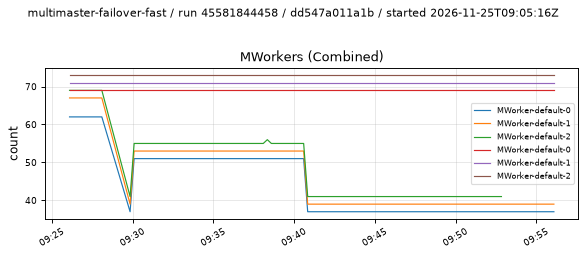 multimaster-failover-fast / run 45581844458 / dd547a011a1b / started 2026-11-25T09:05:16Z
MWorkers (Combined)
count
70
60
50
40
MWorker-default-0
MWorker-default-1
MWorker-default-2
MWorker-default-0
MWorker-default-1
MWorker-default-2
09:25
09:30
09:35
09:40
09:45
09:50
09:55